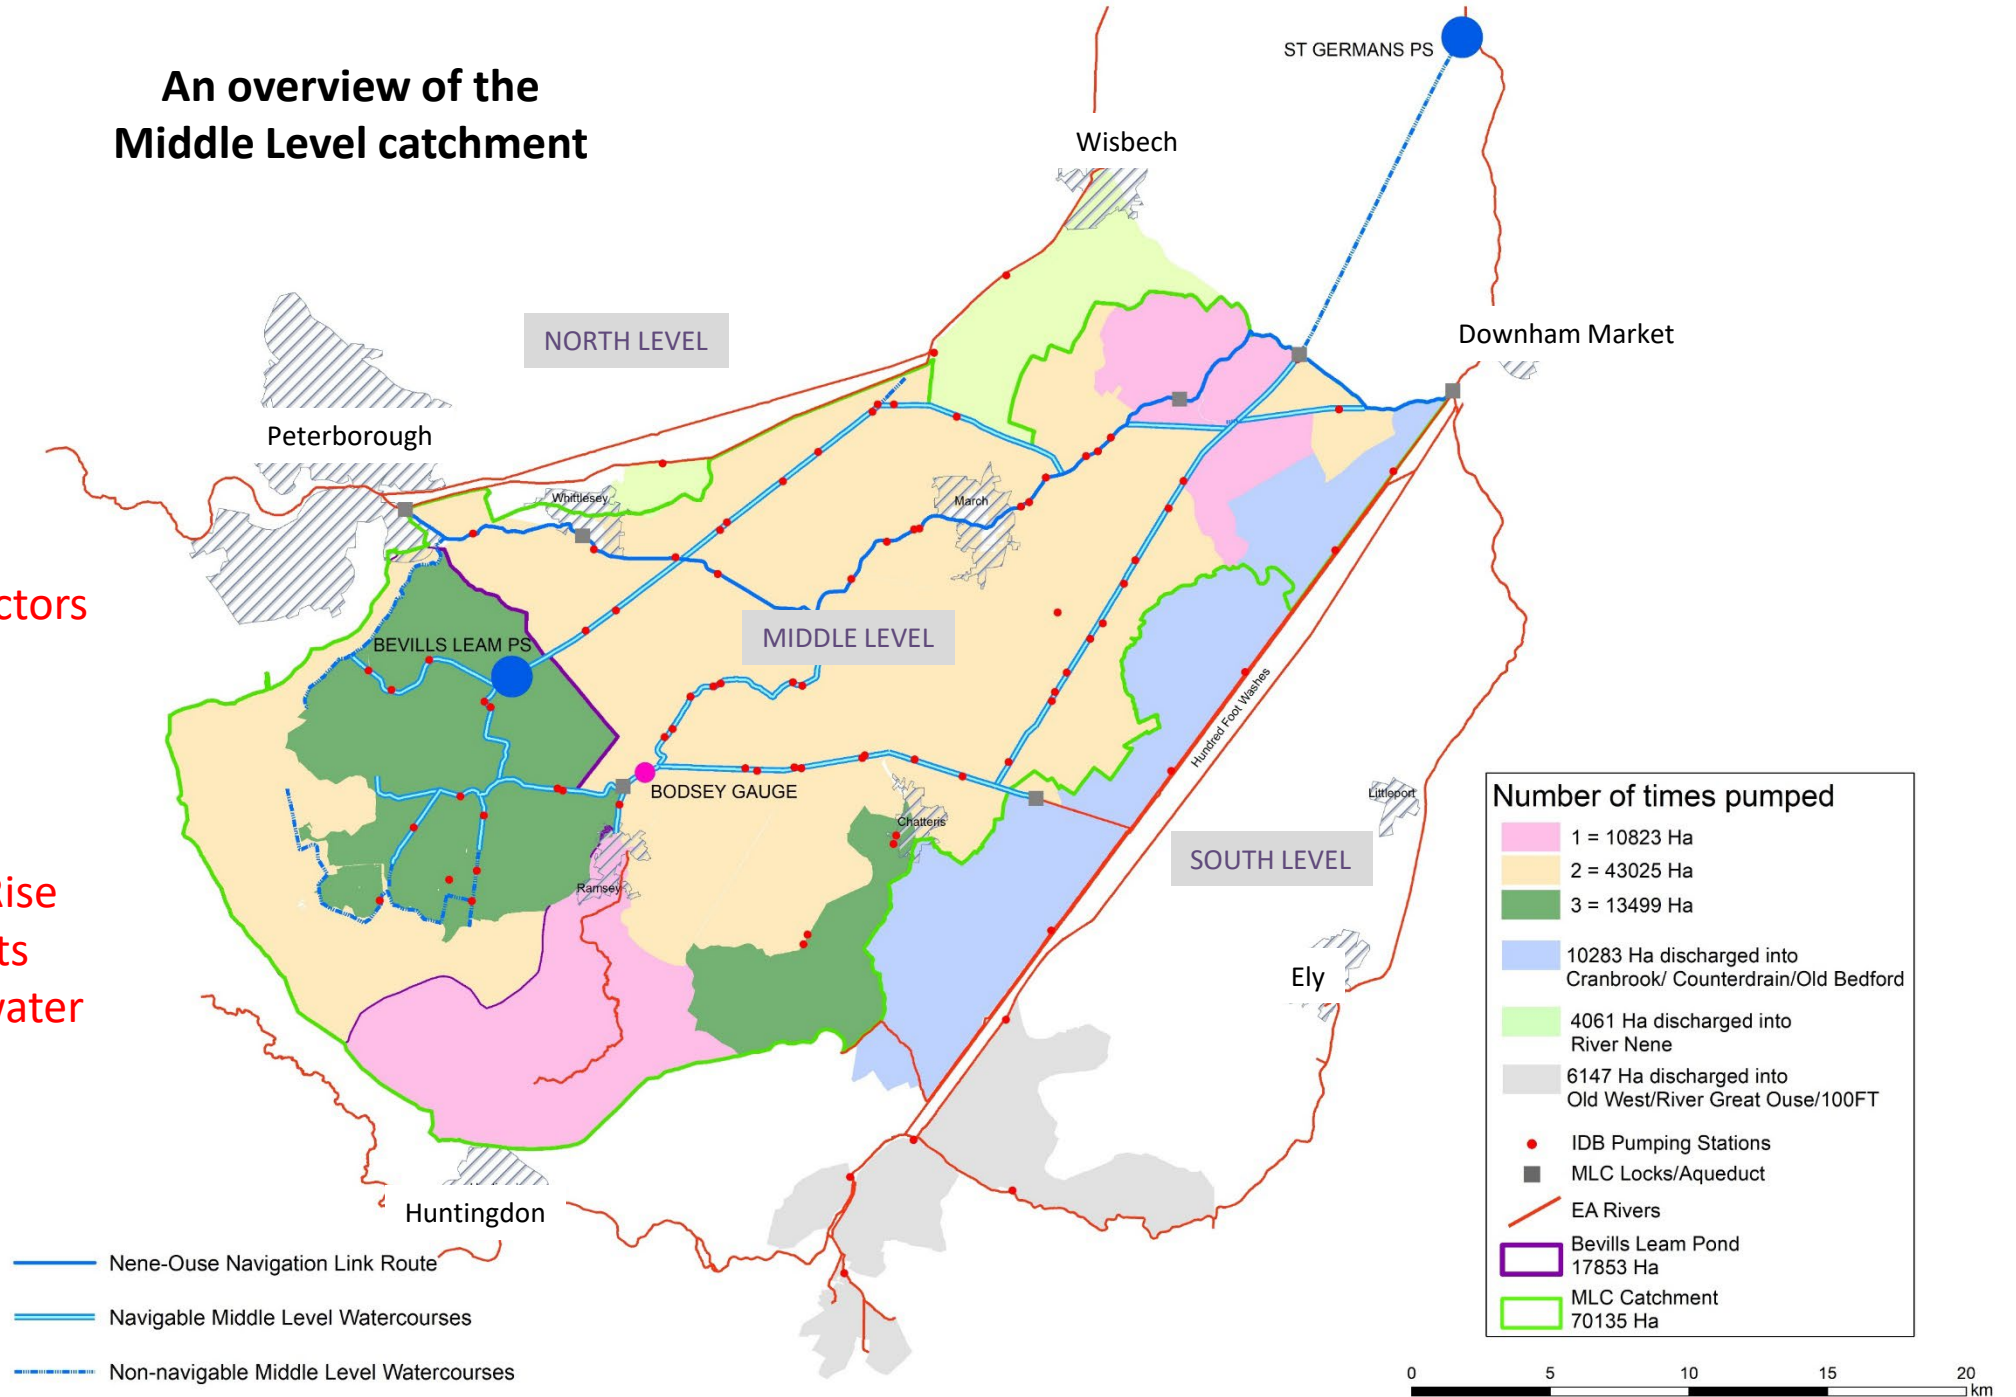 An overview of the
Middle Level catchment
ST GERMANS PS
Wisbech
NORTH LEVEL
Downham Market
Peterborough
Whittlesey
March
ctors
BEVILLS LEAM PS
MIDDLE LEVEL
Hundred Foot Washes
BODSEY GAUGE
Chatteris
Littleport
SOUTH LEVEL
Ramsey
Rise
ts
water
Ely
Huntingdon
Number of times pumped
1 = 10823 Ha
2 = 43025 Ha
3 = 13499 Ha
10283 Ha discharged into
Cranbrook/ Counterdrain/Old Bedford
4061 Ha discharged into
River Nene
6147 Ha discharged into
Old West/River Great Ouse/100FT
IDB Pumping Stations
MLC Locks/Aqueduct
EA Rivers
Bevills Leam Pond
17853 Ha
MLC Catchment
70135 Ha
Nene-Ouse Navigation Link Route
Navigable Middle Level Watercourses
Non-navigable Middle Level Watercourses
0 5 10 15 20
km